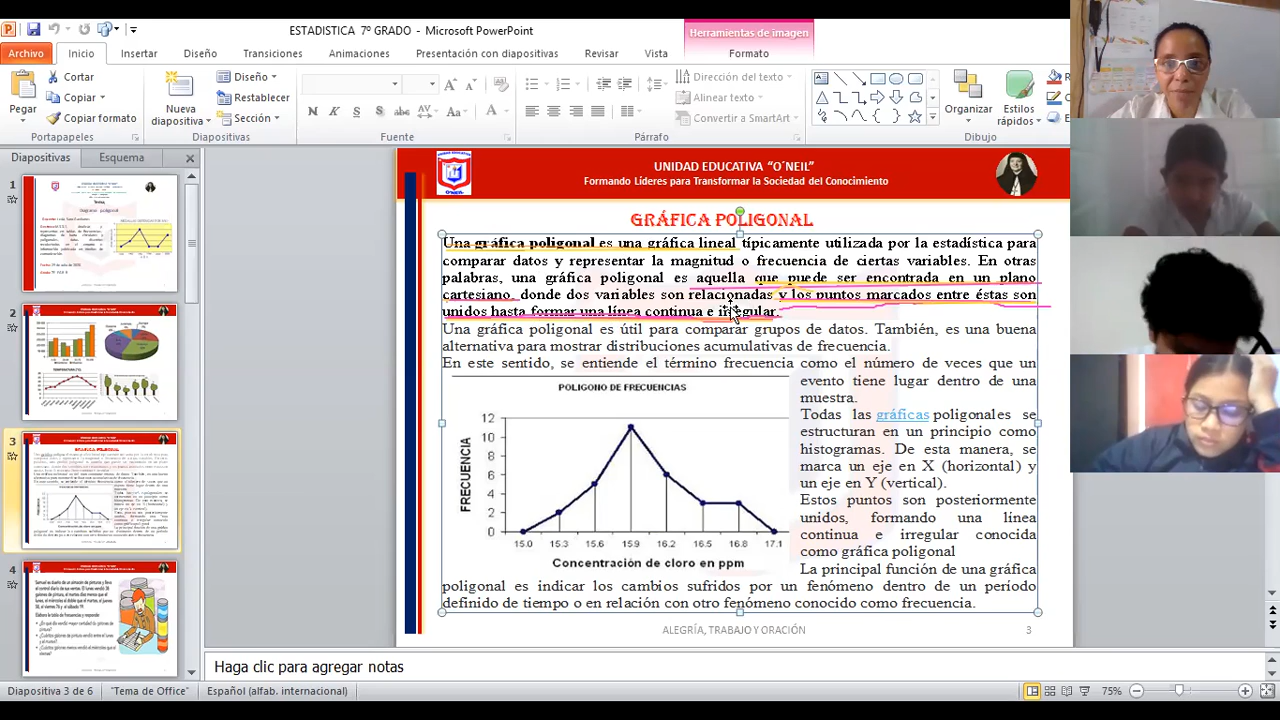 ESTADISTICA 7º GRADO - Microsoft PowerPoint
Herramientas de imagen
Archivo Inicio Insertar Diseño Transiciones Animaciones Presentación con diapositivas Revisar Vista Formato
Pegar
Cortar
Copiar
Copiar formato
Portapapeles
Nueva
diapositiva
Diseño
Restablecer
Sección
Diapositivas
N K S abc AV Aa A
Fuente
Dirección del texto
Alinear texto
Convertir a SmartArt
Párrafo
Organizar
Estilos
rápidos
Dibujo
Diapositivas Esquema
1
2
3
4
UNIDAD EDUCATIVA "O´NEIL"
Formando Líderes para Transformar la Sociedad del Conocimiento
GRÁFICA POLIGONAL
Una gráfica poligonal es una gráfica lineal típicamente utilizada por la estadística para
comparar datos y representar la magnitud o frecuencia de ciertas variables. En otras
palabras, una gráfica poligonal es aquella que puede ser encontrada en un plano
cartesiano, donde dos variables son relacionadas y los puntos marcados entre éstas son
unidos para formar una línea continua e irregular.
Una gráfica poligonal es útil para comparar grupos de datos. También, es una buena
alternativa para mostrar distribuciones acumulativas de frecuencia.
En este sentido, se entiende el término frecuencia como el número de veces que un
evento tiene lugar dentro de una
muestra.
Todas las gráficas poligonales se
estructuran en un principio como
histogramas. De esta manera, se
marca un eje en X (horizontal) y
un eje en Y (vertical).
Estos puntos son posteriormente
unidos, formando una línea
continua e irregular conocida
como gráfica poligonal
La principal función de una gráfica
poligonal es indicar los cambios sufridos por un fenómeno dentro de un período
definido de tiempo o en relación con otro fenómeno conocido como frecuencia.
POLIGONO DE FRECUENCIAS
FRECUENCIA
12
10
4
2
0
15.0 15.3 15.6 15.9 16.2 16.5 16.8 17.1
Concentración de cloro en ppm
ALEGRÍA, TRABAJO Y ORACIÓN
3
Haga clic para agregar notas
Diapositiva 3 de 6 "Tema de Office" Español (alfab. internacional) 75%